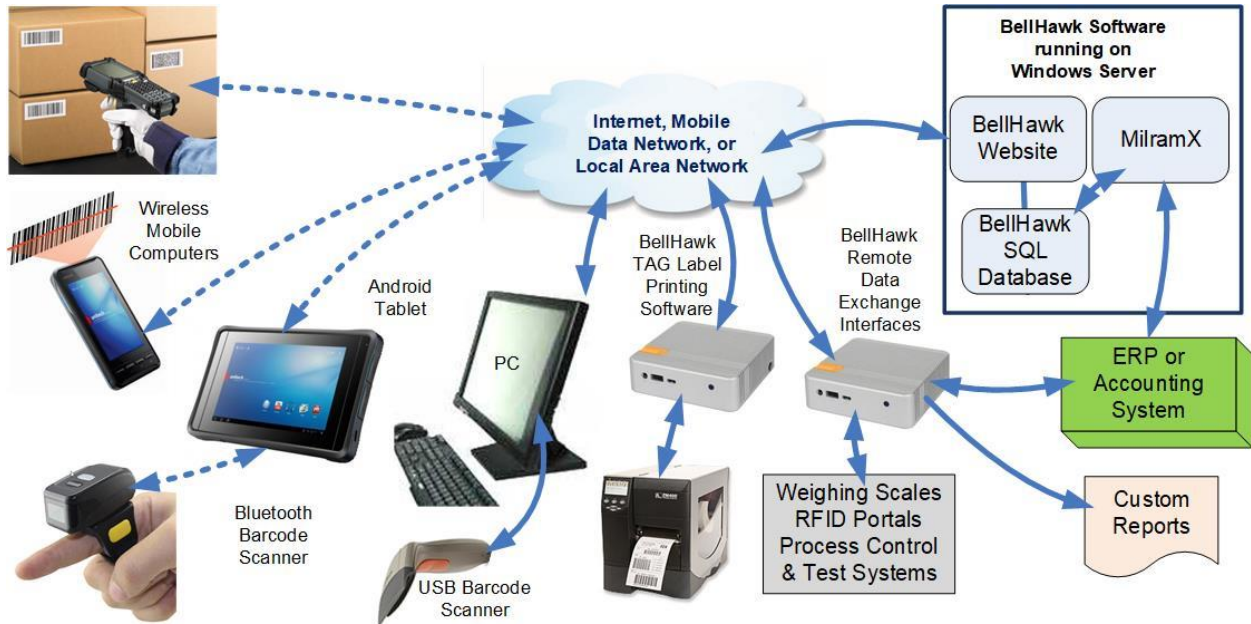 BellHawk Software
running on
Windows Server
BellHawk
Website
MilramX
BellHawk
SQL
Database
Internet, Mobile
Data Network, or
Local Area Network
Wireless
Mobile
Computers
Android
Tablet
BellHawk
TAG Label
Printing
Software
BellHawk
Remote
Data
Exchange
Interfaces
PC
ERP or
Accounting
System
Bluetooth
Barcode
Scanner
USB Barcode
Scanner
Weighing Scales
RFID Portals
Process Control
& Test Systems
Custom
Reports